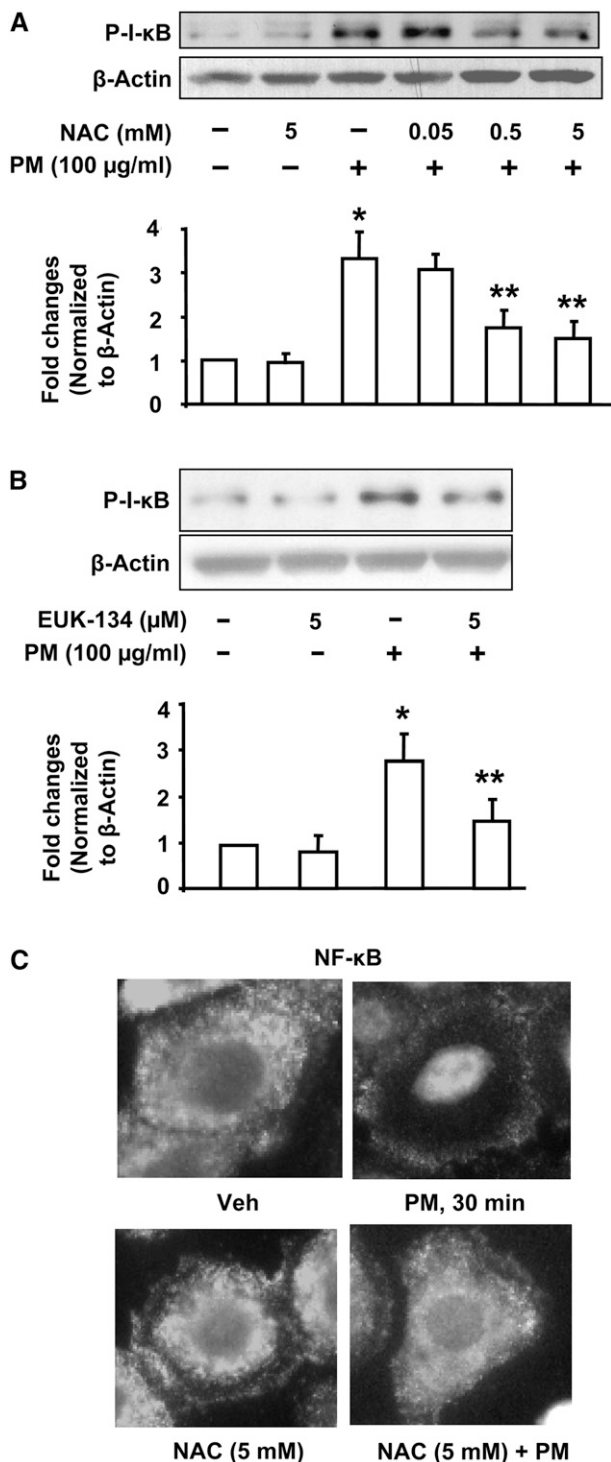 A
P-I-κB
β-Actin
NAC (mM) – 5 – 0.05 0.5 5
PM (100 µg/ml) – – + + + +
Fold changes
(Normalized
to β-Actin)
4
3
2
1
0
*
**
**
B
P-I-κB
β-Actin
EUK-134 (µM) – 5 – 5
PM (100 µg/ml) – – + +
Fold changes
(Normalized
to β-Actin)
4
3
2
1
0
*
**
C
NF-κB
Veh PM, 30 min
NAC (5 mM) NAC (5 mM) + PM